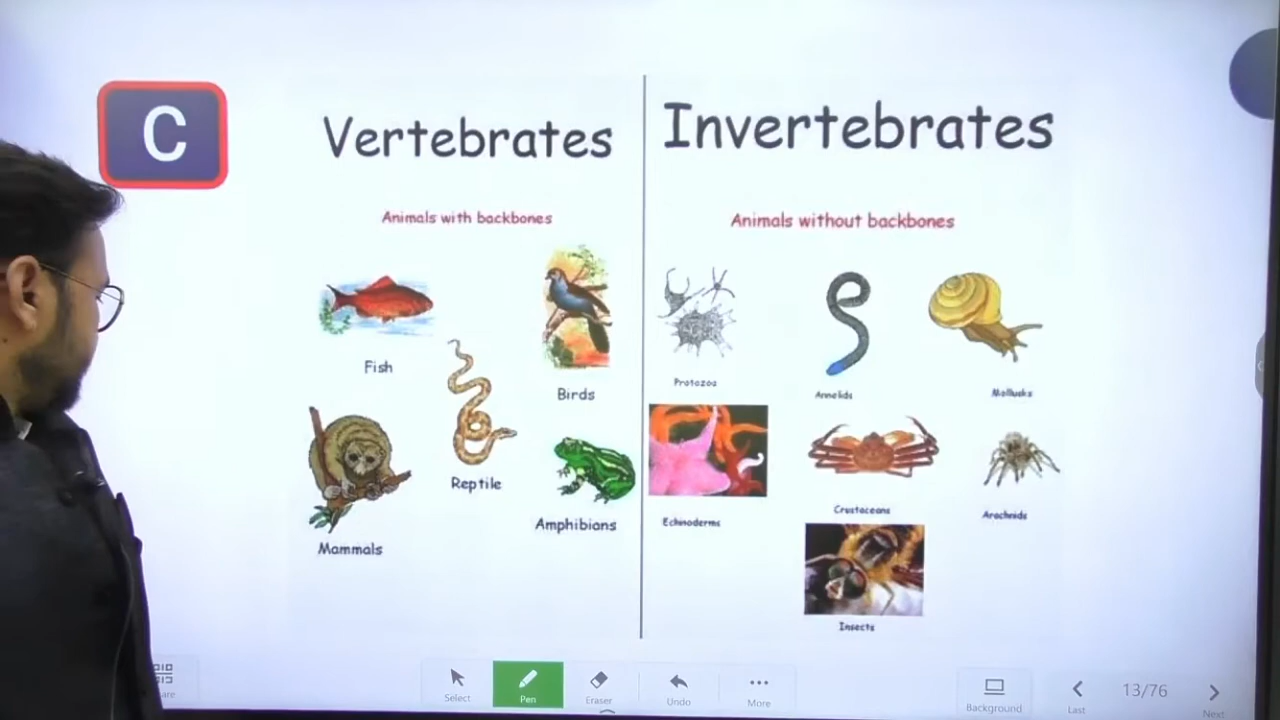 C
Vertebrates
Invertebrates
Animals with backbones
Animals without backbones
Fish
Birds
Reptile
Mammals
Amphibians
Protozoa
Annelids
Mollusks
Echinoderms
Crustaceans
Arachnids
Insects
Select
Pen
Eraser
Undo
More
Background
Last
13/76
Next